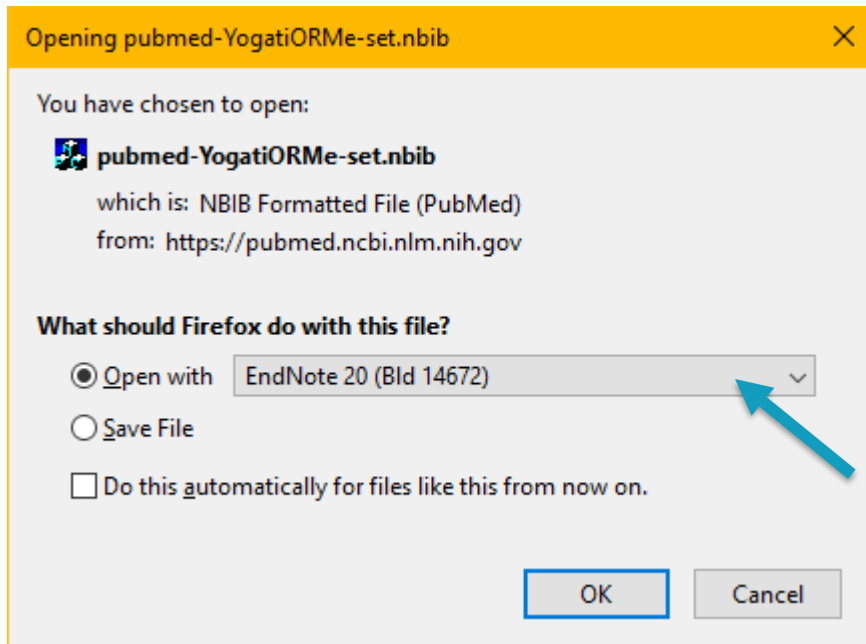 Opening pubmed-YogatiORMe-set.nbib
You have chosen to open:
pubmed-YogatiORMe-set.nbib
which is: NBIB Formatted File (PubMed)
from: https://pubmed.ncbi.nlm.nih.gov
What should Firefox do with this file?
Open with EndNote 20 (Bld 14672)
Save File
Do this automatically for files like this from now on.
OK Cancel